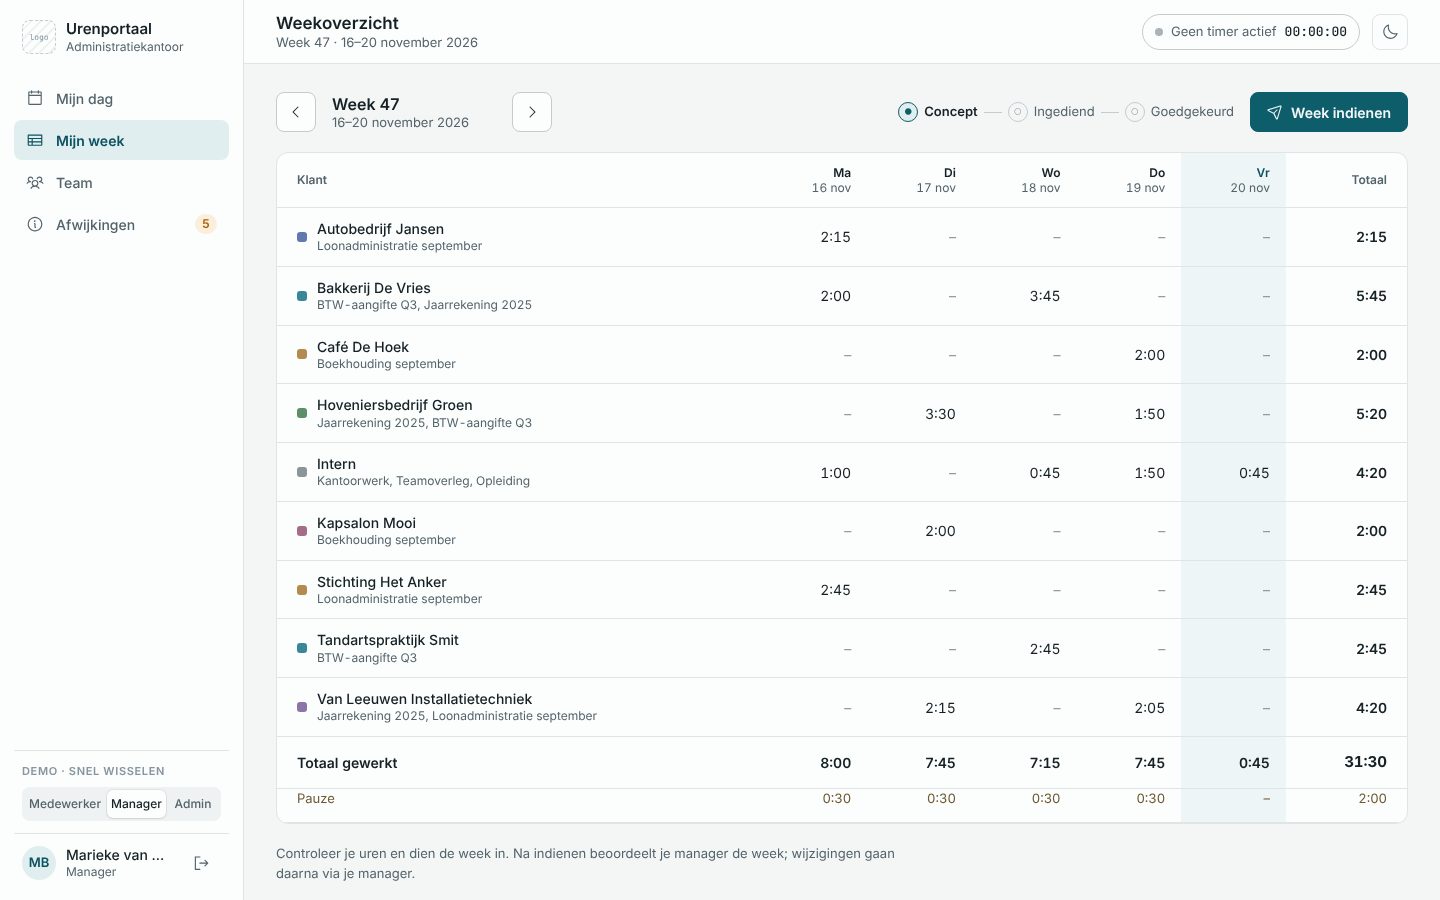 Logo
Urenportaal
Administratiekantoor
Mijn dag
Mijn week
Team
Afwijkingen 5
DEMO · SNEL WISSELEN
Medewerker Manager Admin
MB
Marieke van ...
Manager
Weekoverzicht
Week 47 · 16–20 november 2026
Geen timer actief 00:00:00
Week 47
16–20 november 2026
Concept Ingediend Goedgekeurd
Week indienen
Klant Ma Di Wo Do Vr Totaal
16 nov 17 nov 18 nov 19 nov 20 nov
Autobedrijf Jansen
Loonadministratie september
2:15 – – – – 2:15
Bakkerij De Vries
BTW-aangifte Q3, Jaarrekening 2025
2:00 – 3:45 – – 5:45
Café De Hoek
Boekhouding september
– – – 2:00 – 2:00
Hoveniersbedrijf Groen
Jaarrekening 2025, BTW-aangifte Q3
– 3:30 – 1:50 – 5:20
Intern
Kantoorwerk, Teamoverleg, Opleiding
1:00 – 0:45 1:50 0:45 4:20
Kapsalon Mooi
Boekhouding september
– 2:00 – – – 2:00
Stichting Het Anker
Loonadministratie september
2:45 – – – – 2:45
Tandartspraktijk Smit
BTW-aangifte Q3
– – 2:45 – – 2:45
Van Leeuwen Installatietechniek
Jaarrekening 2025, Loonadministratie september
– 2:15 – 2:05 – 4:20
Totaal gewerkt 8:00 7:45 7:15 7:45 0:45 31:30
Pauze 0:30 0:30 0:30 0:30 – 2:00
Controleer je uren en dien de week in. Na indienen beoordeelt je manager de week; wijzigingen gaan
daarna via je manager.